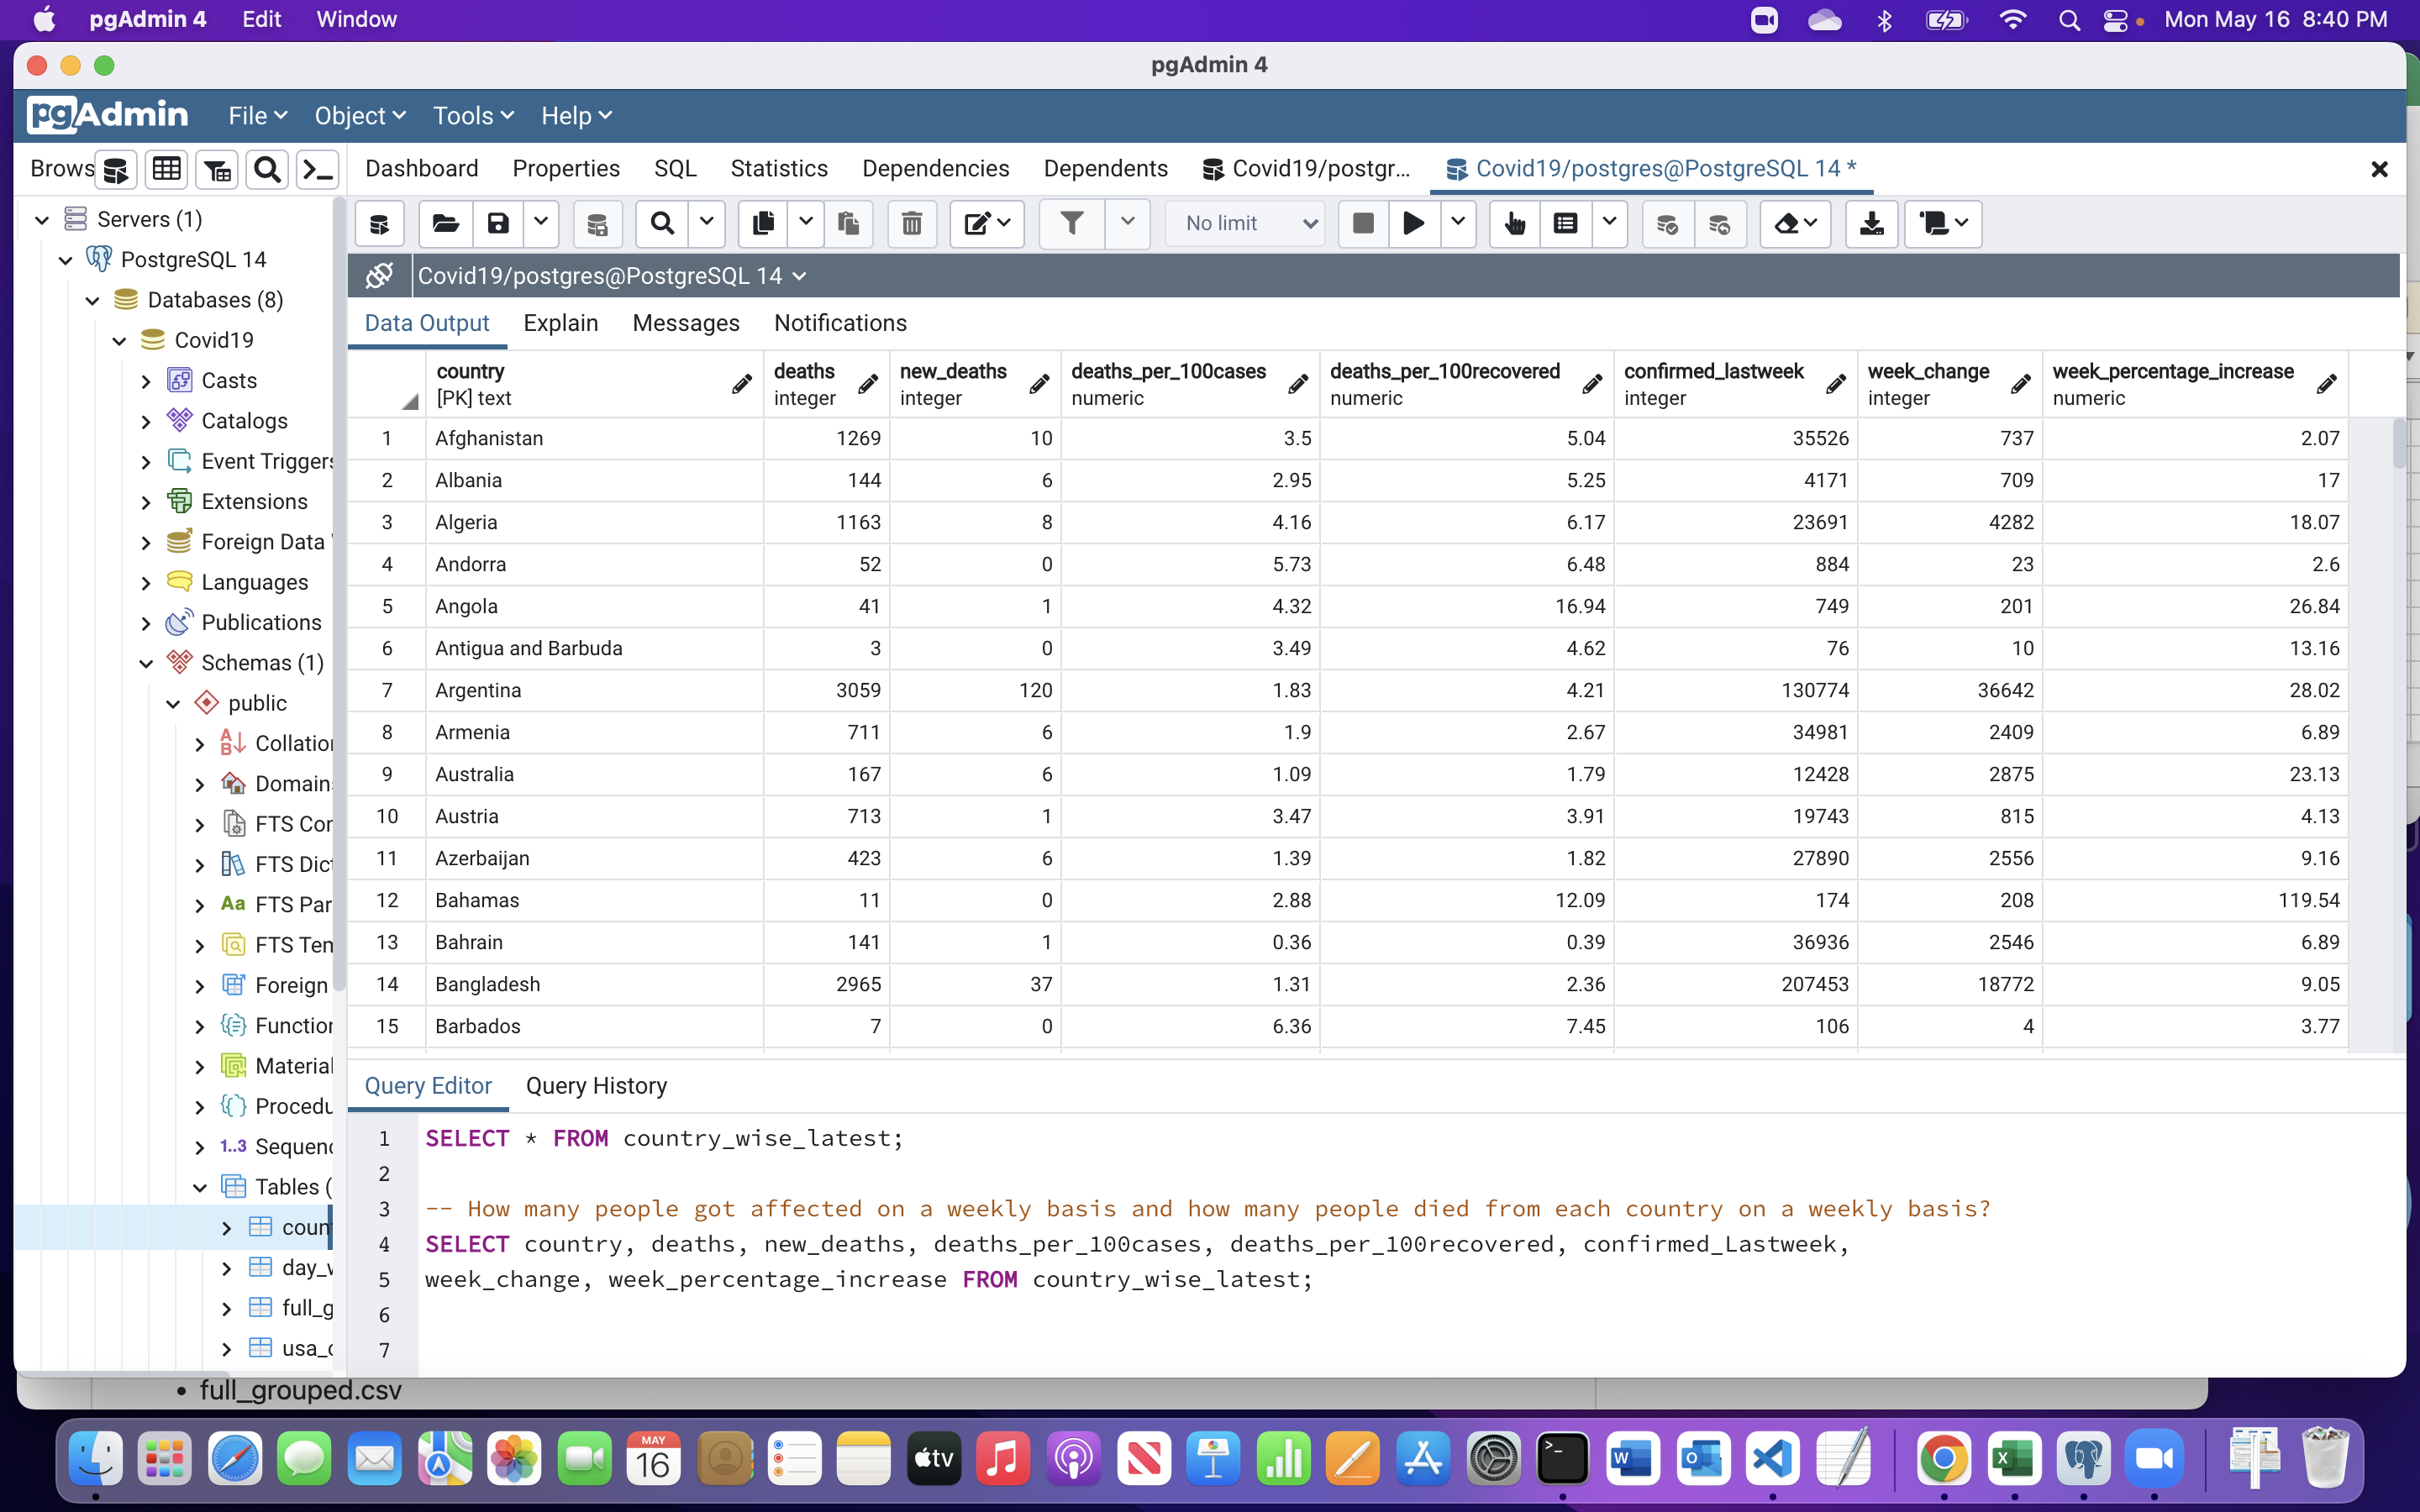 pgAdmin 4 Edit Window Mon May 16 8:40 PM
pgAdmin 4
pgAdmin File Object Tools Help
Brows Dashboard Properties SQL Statistics Dependencies Dependents Covid19/postgr... Covid19/postgres@PostgreSQL 14 *
No limit
Covid19/postgres@PostgreSQL 14
Servers (1)
PostgreSQL 14
Databases (8)
Covid19
Casts
Catalogs
Event Triggers
Extensions
Foreign Data
Languages
Publications
Schemas (1)
public
Collation
Domain
FTS Cor
FTS Dict
Aa FTS Par
FTS Tem
Foreign
Function
Material
Procedu
1..3 Sequenc
Tables (
coun
day_w
full_g
usa_c
Data Output Explain Messages Notifications
country deaths new_deaths deaths_per_100cases deaths_per_100recovered confirmed_lastweek week_change week_percentage_increase
[PK] text integer integer numeric numeric integer integer numeric
1 Afghanistan 1269 10 3.5 5.04 35526 737 2.07
2 Albania 144 6 2.95 5.25 4171 709 17
3 Algeria 1163 8 4.16 6.17 23691 4282 18.07
4 Andorra 52 0 5.73 6.48 884 23 2.6
5 Angola 41 1 4.32 16.94 749 201 26.84
6 Antigua and Barbuda 3 0 3.49 4.62 76 10 13.16
7 Argentina 3059 120 1.83 4.21 130774 36642 28.02
8 Armenia 711 6 1.9 2.67 34981 2409 6.89
9 Australia 167 6 1.09 1.79 12428 2875 23.13
10 Austria 713 1 3.47 3.91 19743 815 4.13
11 Azerbaijan 423 6 1.39 1.82 27890 2556 9.16
12 Bahamas 11 0 2.88 12.09 174 208 119.54
13 Bahrain 141 1 0.36 0.39 36936 2546 6.89
14 Bangladesh 2965 37 1.31 2.36 207453 18772 9.05
15 Barbados 7 0 6.36 7.45 106 4 3.77
Query Editor Query History
1 SELECT * FROM country_wise_latest;
2
3 -- How many people got affected on a weekly basis and how many people died from each country on a weekly basis?
4 SELECT country, deaths, new_deaths, deaths_per_100cases, deaths_per_100recovered, confirmed_Lastweek,
5 week_change, week_percentage_increase FROM country_wise_latest;
6
7
• full_grouped.csv
MAY
16
tv